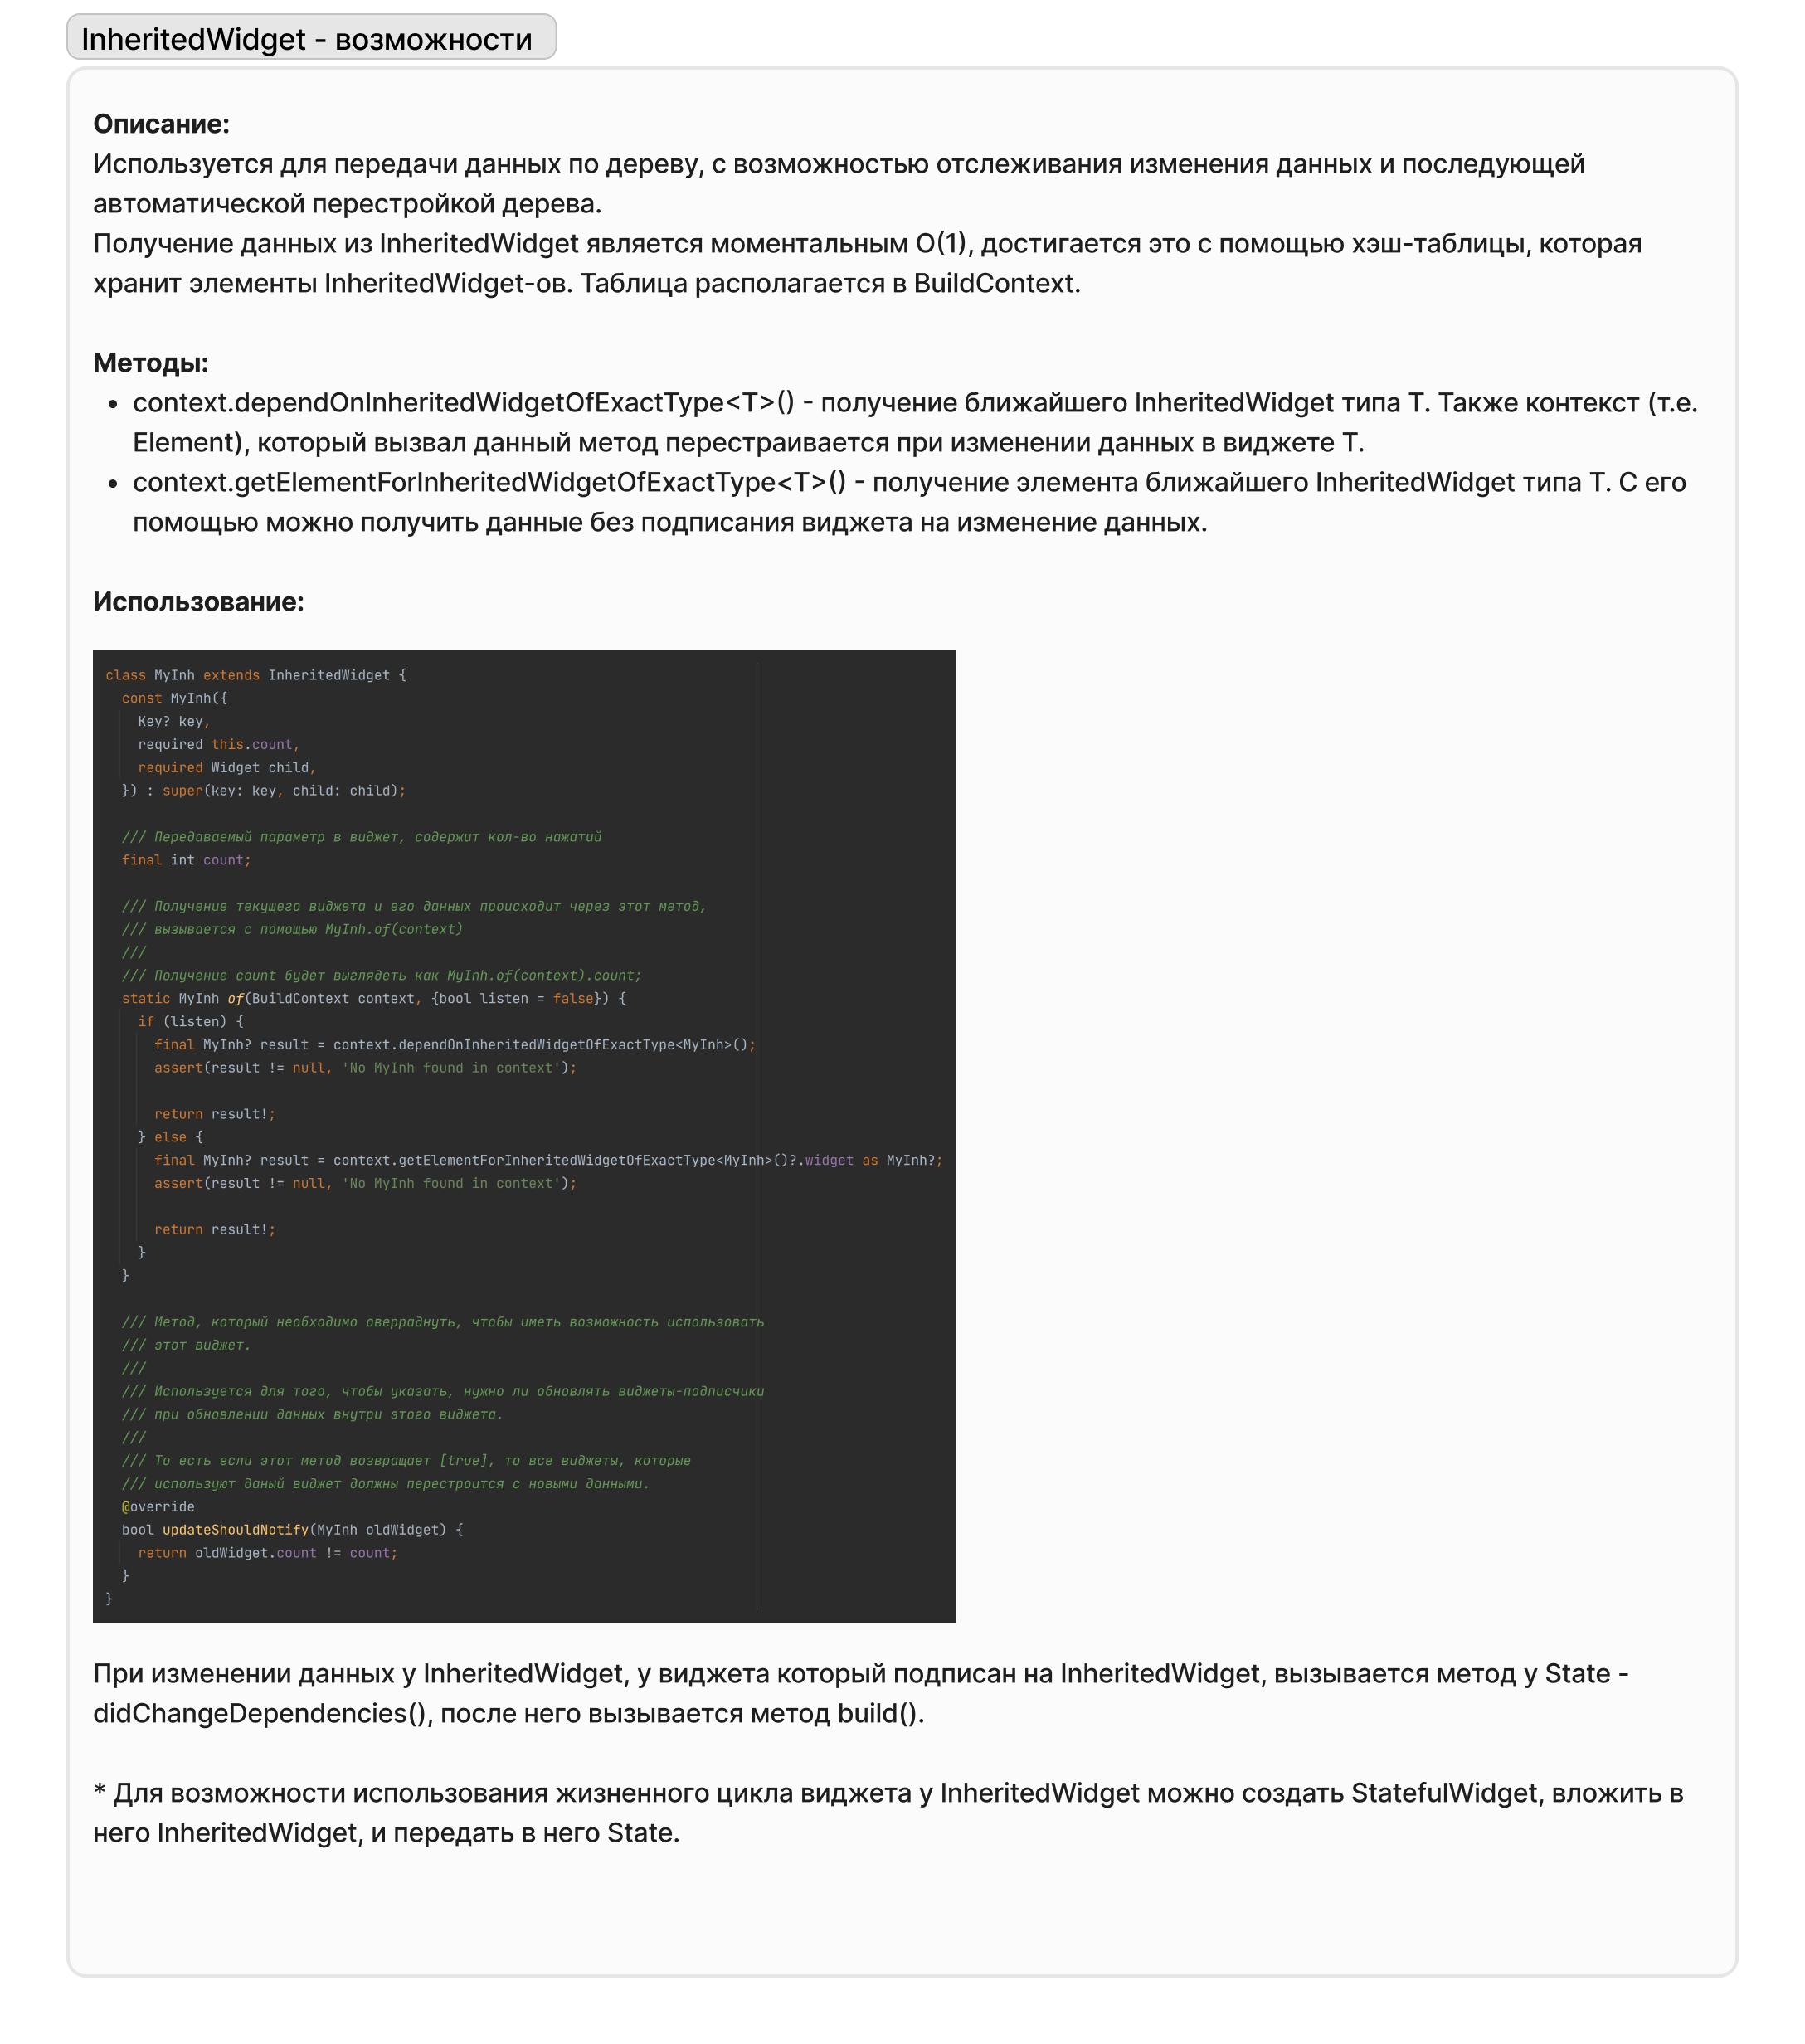 InheritedWidget - возможности
Описание:
Используется для передачи данных по дереву, с возможностью отслеживания изменения данных и последующей
автоматической перестройкой дерева.
Получение данных из InheritedWidget является моментальным O(1), достигается это с помощью хэш-таблицы, которая
хранит элементы InheritedWidget-ов. Таблица располагается в BuildContext.
Методы:
• context.dependOnInheritedWidgetOfExactType<T>() - получение ближайшего InheritedWidget типа T. Также контекст (т.е.
Element), который вызвал данный метод перестраивается при изменении данных в виджете T.
• context.getElementForInheritedWidgetOfExactType<T>() - получение элемента ближайшего InheritedWidget типа T. С его
помощью можно получить данные без подписания виджета на изменение данных.
Использование:
class MyInh extends InheritedWidget {
  const MyInh({
    Key? key,
    required this.count,
    required Widget child,
  }) : super(key: key, child: child);
  /// Передаваемый параметр в виджет, содержит кол-во нажатий
  final int count;
  /// Получение текущего виджета и его данных происходит через этот метод,
  /// вызывается с помощью MyInh.of(context)
  ///
  /// Получение count будет выглядеть как MyInh.of(context).count;
  static MyInh of(BuildContext context, {bool listen = false}) {
    if (listen) {
      final MyInh? result = context.dependOnInheritedWidgetOfExactType<MyInh>();
      assert(result != null, 'No MyInh found in context');
      return result!;
    } else {
      final MyInh? result = context.getElementForInheritedWidgetOfExactType<MyInh>()?.widget as MyInh?;
      assert(result != null, 'No MyInh found in context');
      return result!;
    }
  }
  /// Метод, который необходимо оверраднуть, чтобы иметь возможность использовать
  /// этот виджет.
  ///
  /// Используется для того, чтобы указать, нужно ли обновлять виджеты-подписчики
  /// при обновлении данных внутри этого виджета.
  ///
  /// То есть если этот метод возвращает [true], то все виджеты, которые
  /// используют даный виджет должны перестроится с новыми данными.
  @override
  bool updateShouldNotify(MyInh oldWidget) {
    return oldWidget.count != count;
  }
}
При изменении данных у InheritedWidget, у виджета который подписан на InheritedWidget, вызывается метод у State -
didChangeDependencies(), после него вызывается метод build().
* Для возможности использования жизненного цикла виджета у InheritedWidget можно создать StatefulWidget, вложить в
него InheritedWidget, и передать в него State.